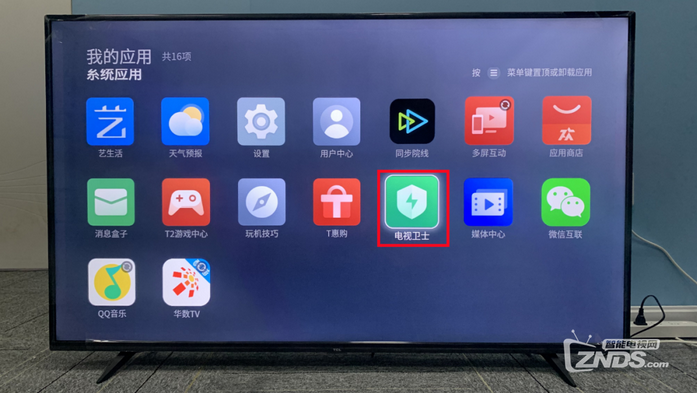 我的应用 共16项
系统应用
按 菜单键置顶或卸载应用
艺
艺生活 天气预报 设置 用户中心 同步院线 多屏互动 应用商店
消息盒子 T2游戏中心 玩机技巧 T惠购 电视卫士 媒体中心 微信互联
QQ音乐 华数TV
智能电视网
ZNDS.com